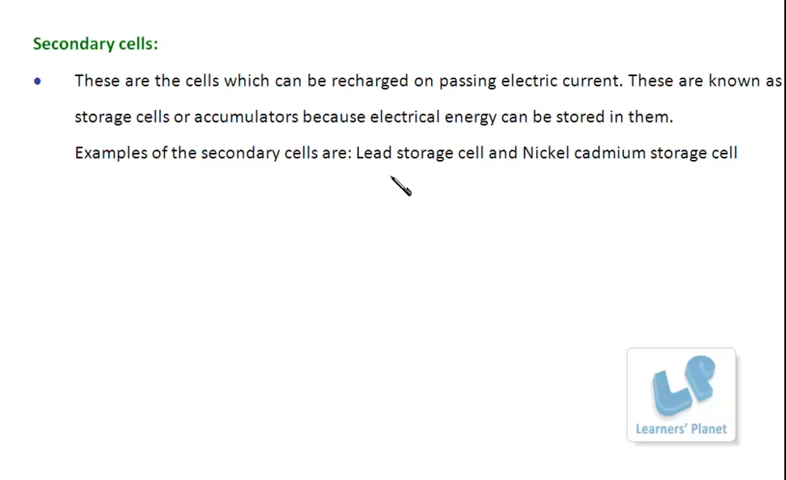 Secondary cells:
• These are the cells which can be recharged on passing electric current. These are known as
storage cells or accumulators because electrical energy can be stored in them.
Examples of the secondary cells are: Lead storage cell and Nickel cadmium storage cell
LP
Learners' Planet